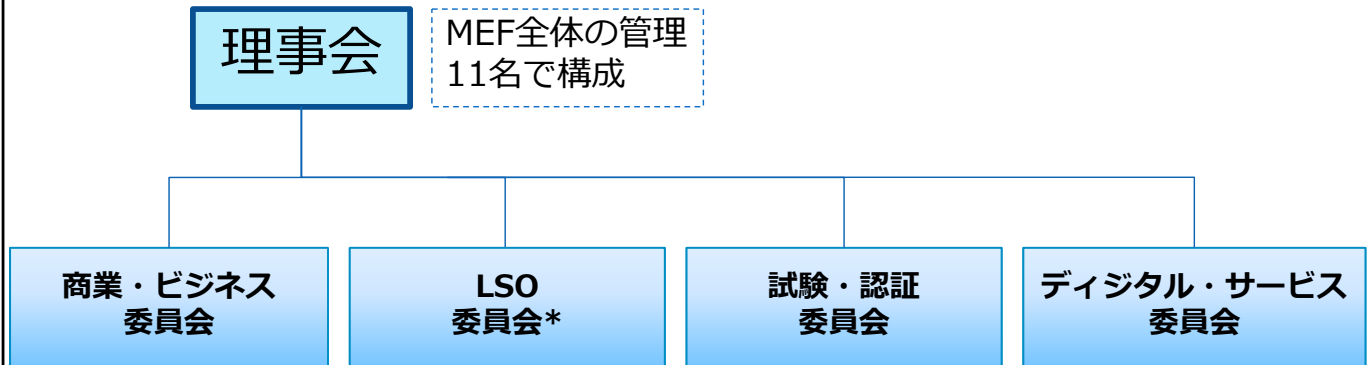 理事会
MEF全体の管理
11名で構成
商業・ビジネス
委員会
LSO
委員会*
試験・認証
委員会
ディジタル・サービス
委員会